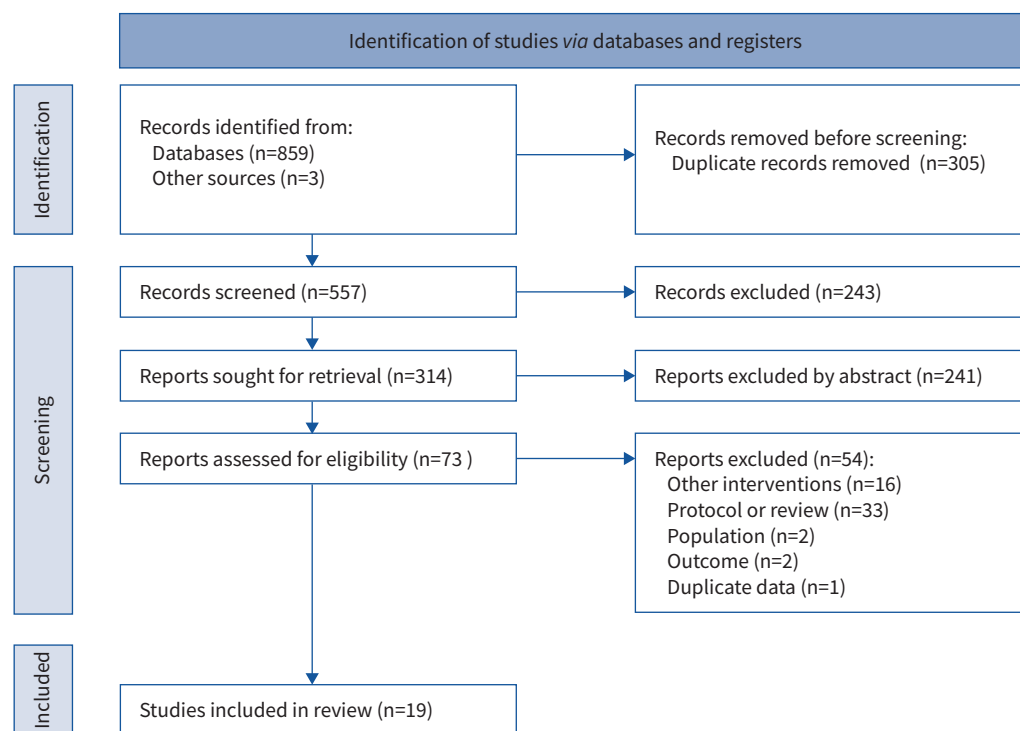 Identification of studies via databases and registers
Identification
Records identified from:
Databases (n=859)
Other sources (n=3)
Records removed before screening:
Duplicate records removed (n=305)
Screening
Records screened (n=557)
Records excluded (n=243)
Reports sought for retrieval (n=314)
Reports excluded by abstract (n=241)
Reports assessed for eligibility (n=73 )
Reports excluded (n=54):
Other interventions (n=16)
Protocol or review (n=33)
Population (n=2)
Outcome (n=2)
Duplicate data (n=1)
Included
Studies included in review (n=19)